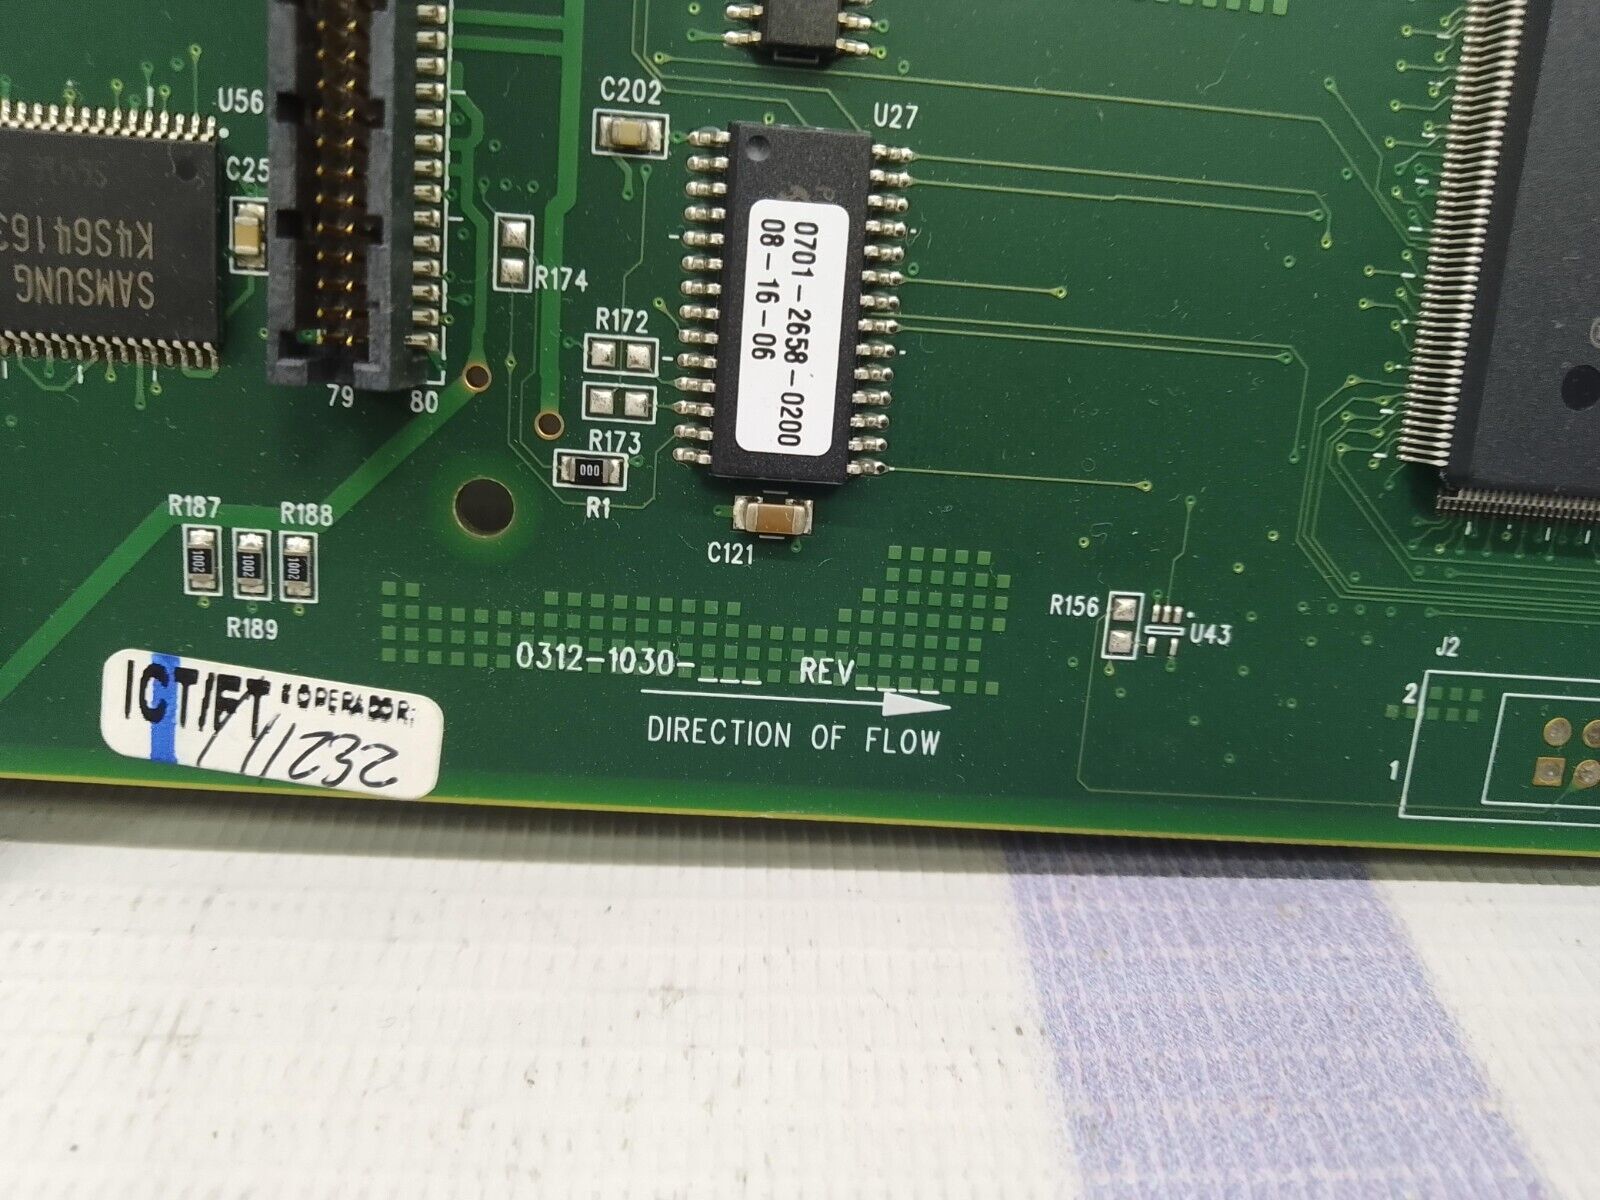 U56
C202
U27
C25
SAMSUNG
K4S64163
0701-2658-0200
08-16-06
R174
R172
79
80
R173
000
R1
R187
R188
1002
1002
1002
R189
C121
R156
U43
J2
2
1
0312-1030-___ REV____
DIRECTION OF FLOW
ICT/FT OPERADOR: